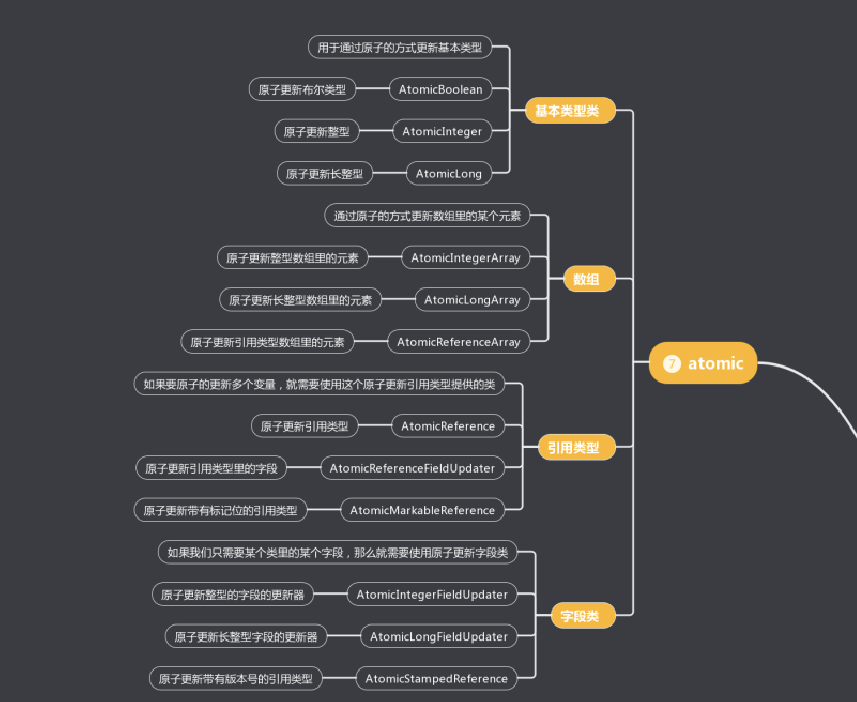 用于通过原子的方式更新基本类型
原子更新布尔类型 AtomicBoolean
基本类型类
原子更新整型 AtomicInteger
原子更新长整型 AtomicLong
通过原子的方式更新数组里的某个元素
原子更新整型数组里的元素 AtomicIntegerArray
数组
原子更新长整型数组里的元素 AtomicLongArray
原子更新引用类型数组里的元素 AtomicReferenceArray
7 atomic
如果要原子的更新多个变量，就需要使用这个原子更新引用类型提供的类
原子更新引用类型 AtomicReference
引用类型
原子更新引用类型里的字段 AtomicReferenceFieldUpdater
原子更新带有标记位的引用类型 AtomicMarkableReference
如果我们只需要某个类里的某个字段，那么就需要使用原子更新字段类
原子更新整型的字段的更新器 AtomicIntegerFieldUpdater
字段类
原子更新长整型字段的更新器 AtomicLongFieldUpdater
原子更新带有版本号的引用类型 AtomicStampedReference